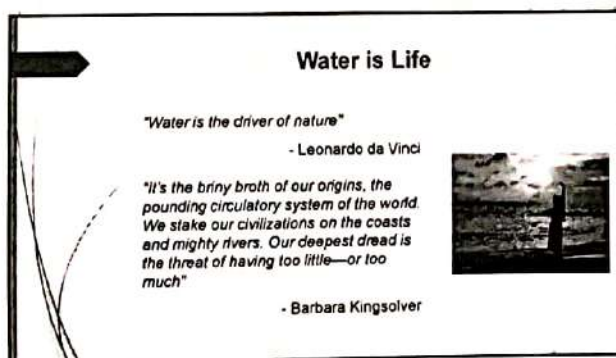 Water is Life
"Water is the driver of nature"
- Leonardo da Vinci
"It's the briny broth of our origins, the
pounding circulatory system of the world.
We stake our civilizations on the coasts
and mighty rivers. Our deepest dread is
the threat of having too little—or too
much"
- Barbara Kingsolver